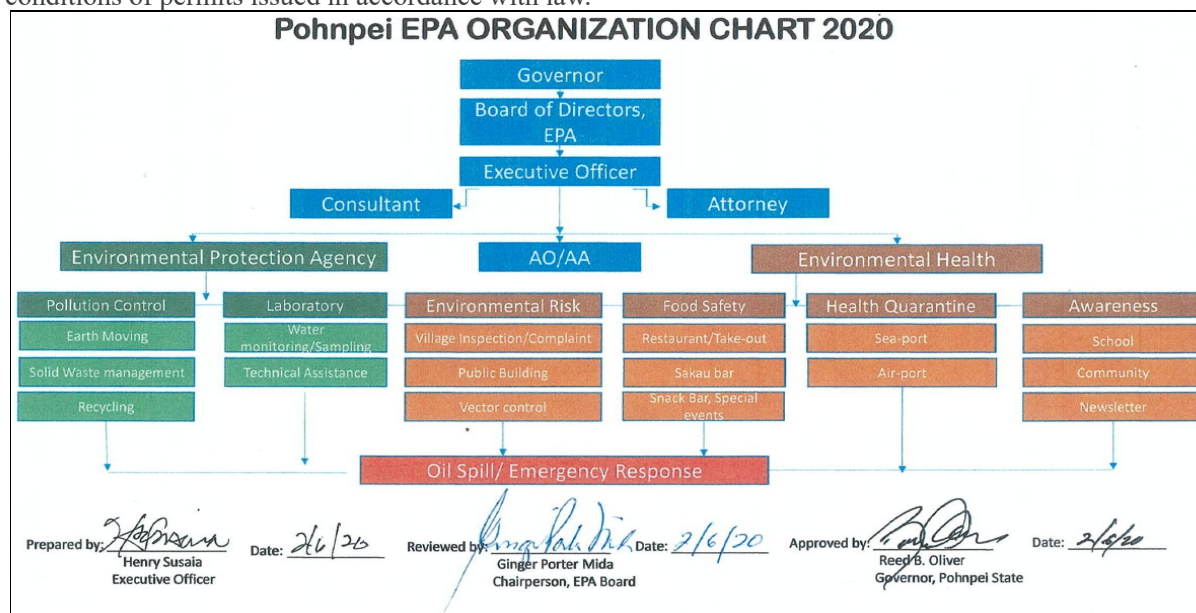 conditions of permits issued in accordance with law.
Pohnpei EPA ORGANIZATION CHART 2020
Governor
Board of Directors,
EPA
Executive Officer
Consultant
Attorney
Environmental Protection Agency
AO/AA
Environmental Health
Pollution Control
Laboratory
Environmental Risk
Food Safety
Health Quarantine
Awareness
Earth Moving
Water
monitoring/Sampling
Village Inspection/Complaint
Restaurant/Take-out
Sea-port
School
Solid Waste management
Technical Assistance
Public Building
Sakau bar
Air-port
Community
Recycling
Vector control
Snack Bar, Special
events
Newsletter
Oil Spill/ Emergency Response
Prepared by:
Henry Susaia
Executive Officer
Date: 2/6/20
Reviewed by:
Ginger Porter Mida
Chairperson, EPA Board
Date: 2/6/20
Approved by:
Reed B. Oliver
Governor, Pohnpei State
Date: 2/6/20